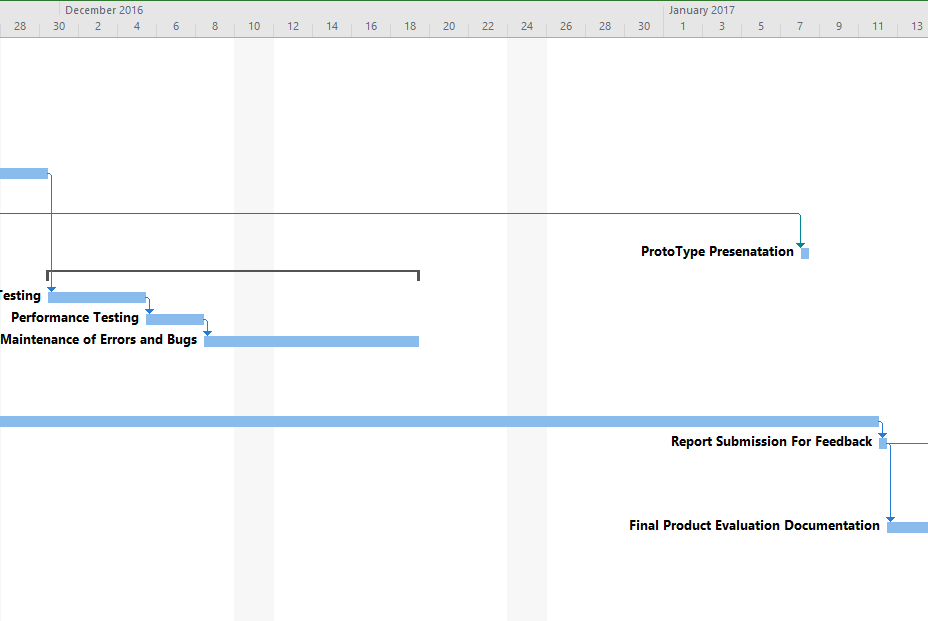 December 2016 January 2017
28 30 2 4 6 8 10 12 14 16 18 20 22 24 26 28 30 1 3 5 7 9 11 13
ProtoType Presenatation
Testing
Performance Testing
Maintenance of Errors and Bugs
Report Submission For Feedback
Final Product Evaluation Documentation